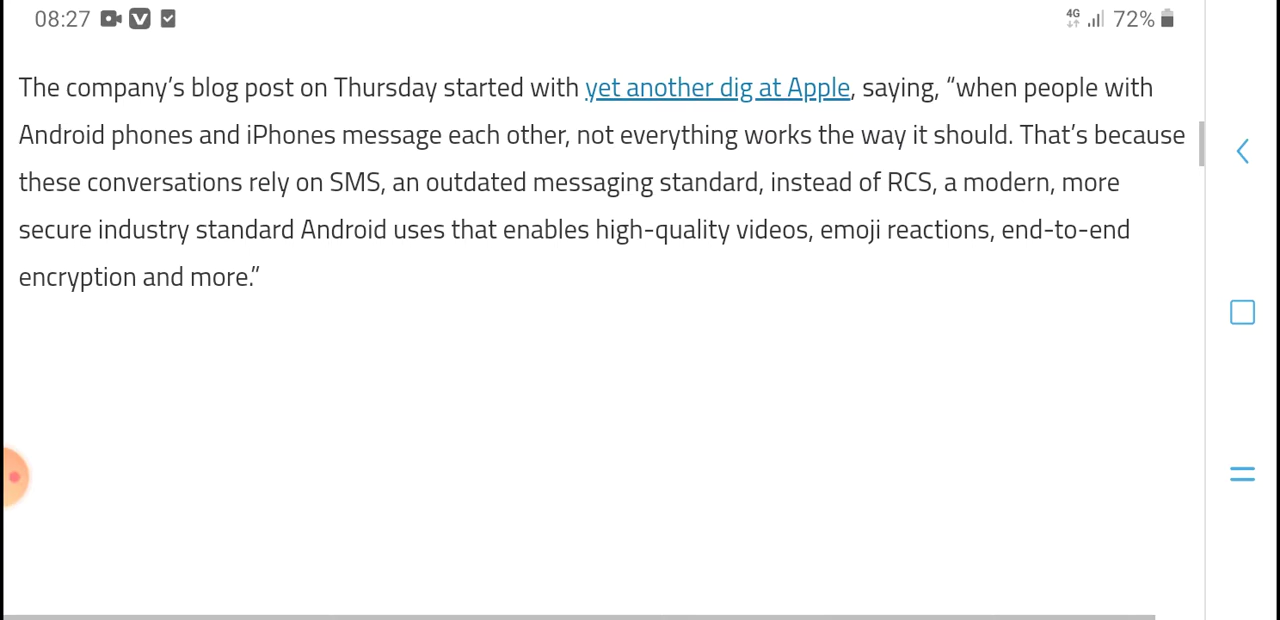 08:27 4G 72%
The company’s blog post on Thursday started with yet another dig at Apple, saying, “when people with
Android phones and iPhones message each other, not everything works the way it should. That’s because
these conversations rely on SMS, an outdated messaging standard, instead of RCS, a modern, more
secure industry standard Android uses that enables high-quality videos, emoji reactions, end-to-end
encryption and more.”